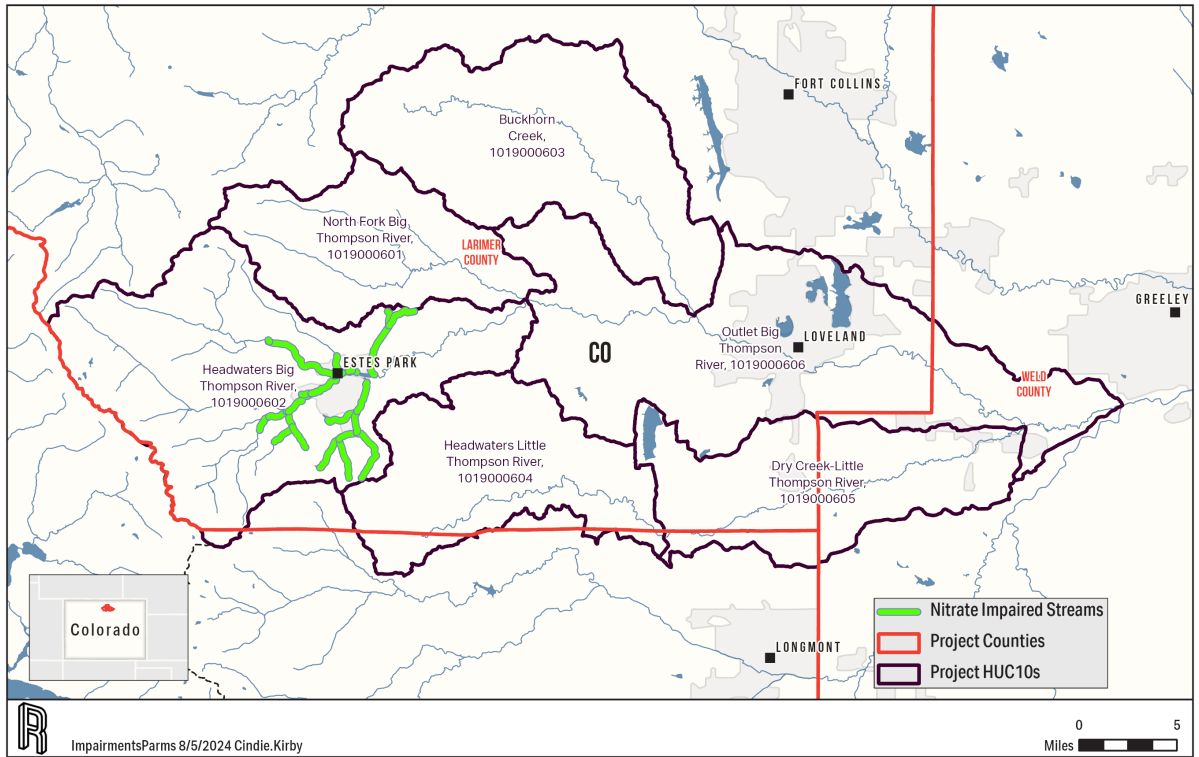 FORT COLLINS
Buckhorn
Creek,
1019000603
North Fork Big
Thompson River,
1019000601
LARIMER
COUNTY
GREELEY
Outlet Big
Thompson
River, 1019000606
LOVELAND
CO
ESTES PARK
Headwaters Big
Thompson River,
1019000602
WELD
COUNTY
Headwaters Little
Thompson River,
1019000604
Dry Creek-Little
Thompson River,
1019000605
LONGMONT
Colorado
Nitrate Impaired Streams
Project Counties
Project HUC10s
R
ImpairmentsParms 8/5/2024 Cindie.Kirby
0 5
Miles